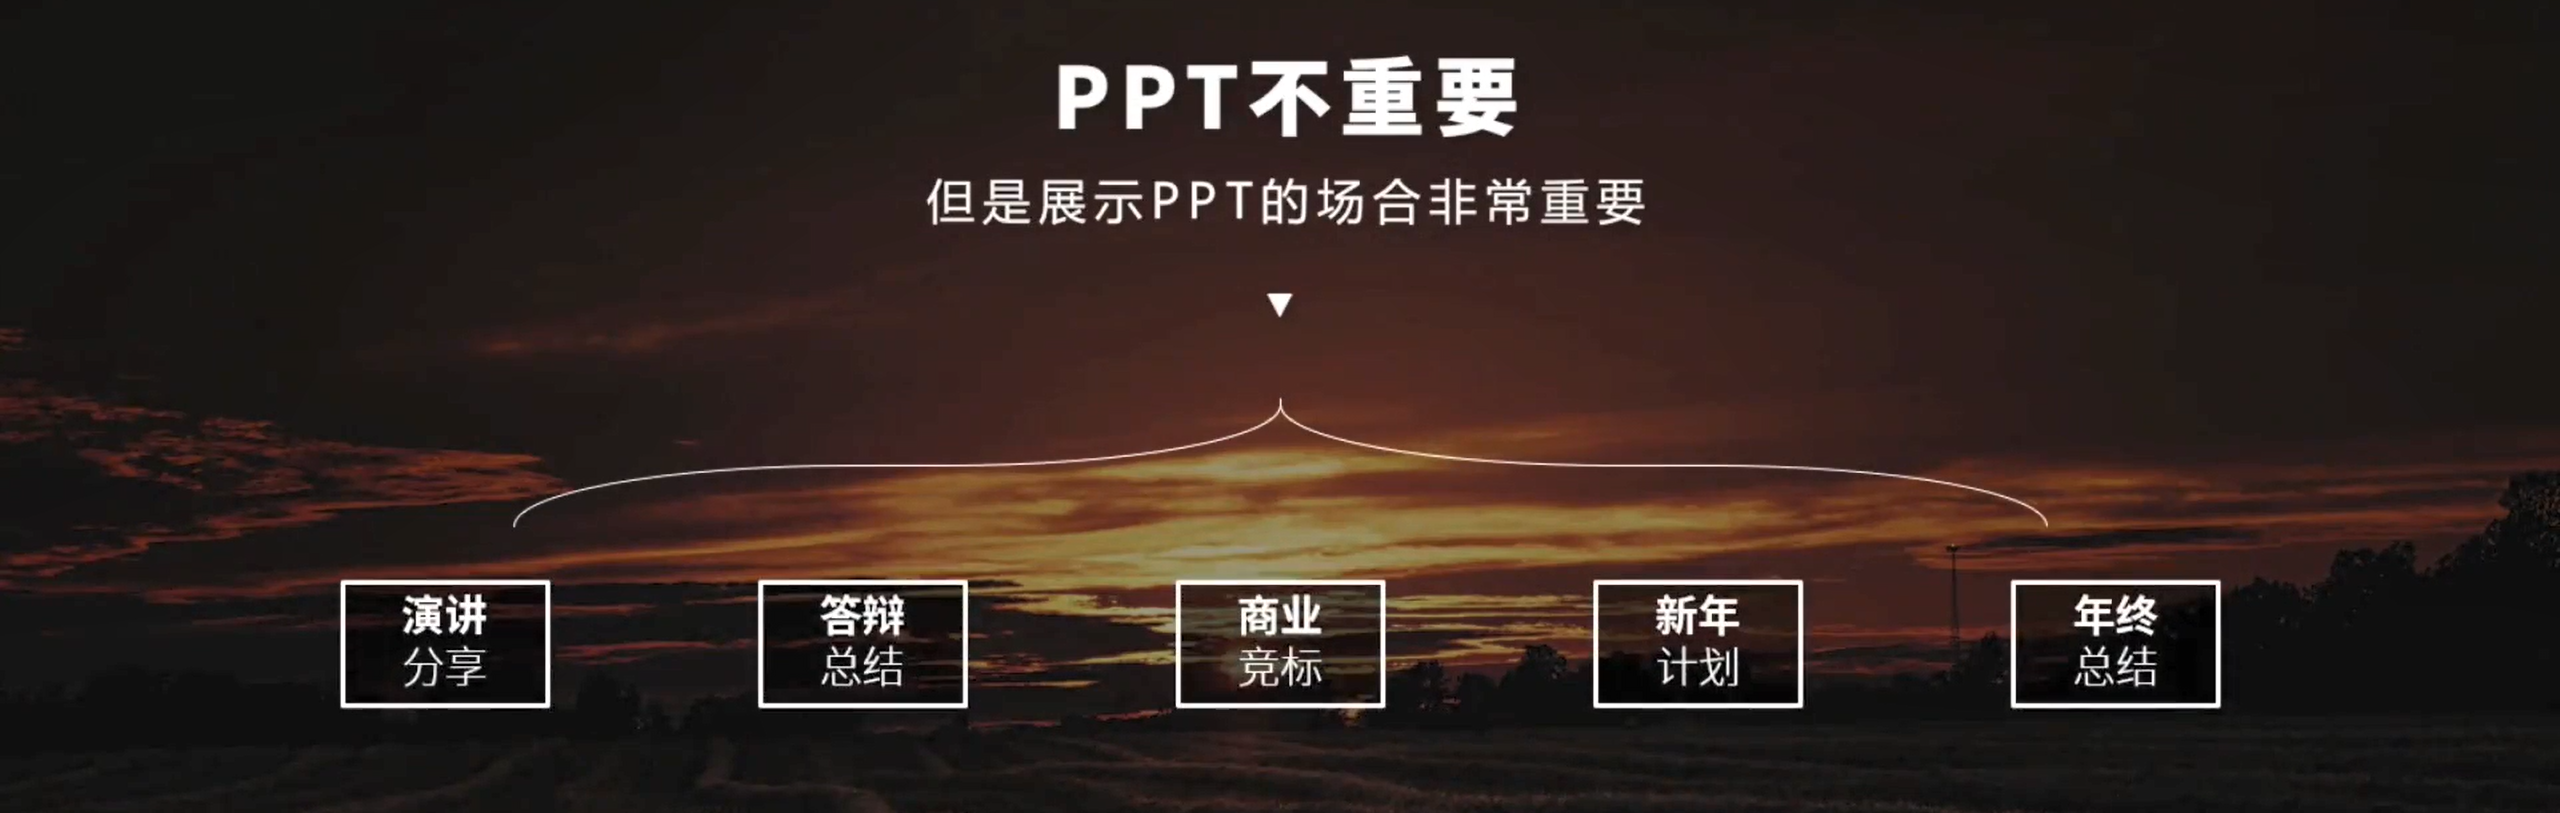 PPT不重要
但是展示PPT的场合非常重要
演讲
分享
答辩
总结
商业
竞标
新年
计划
年终
总结